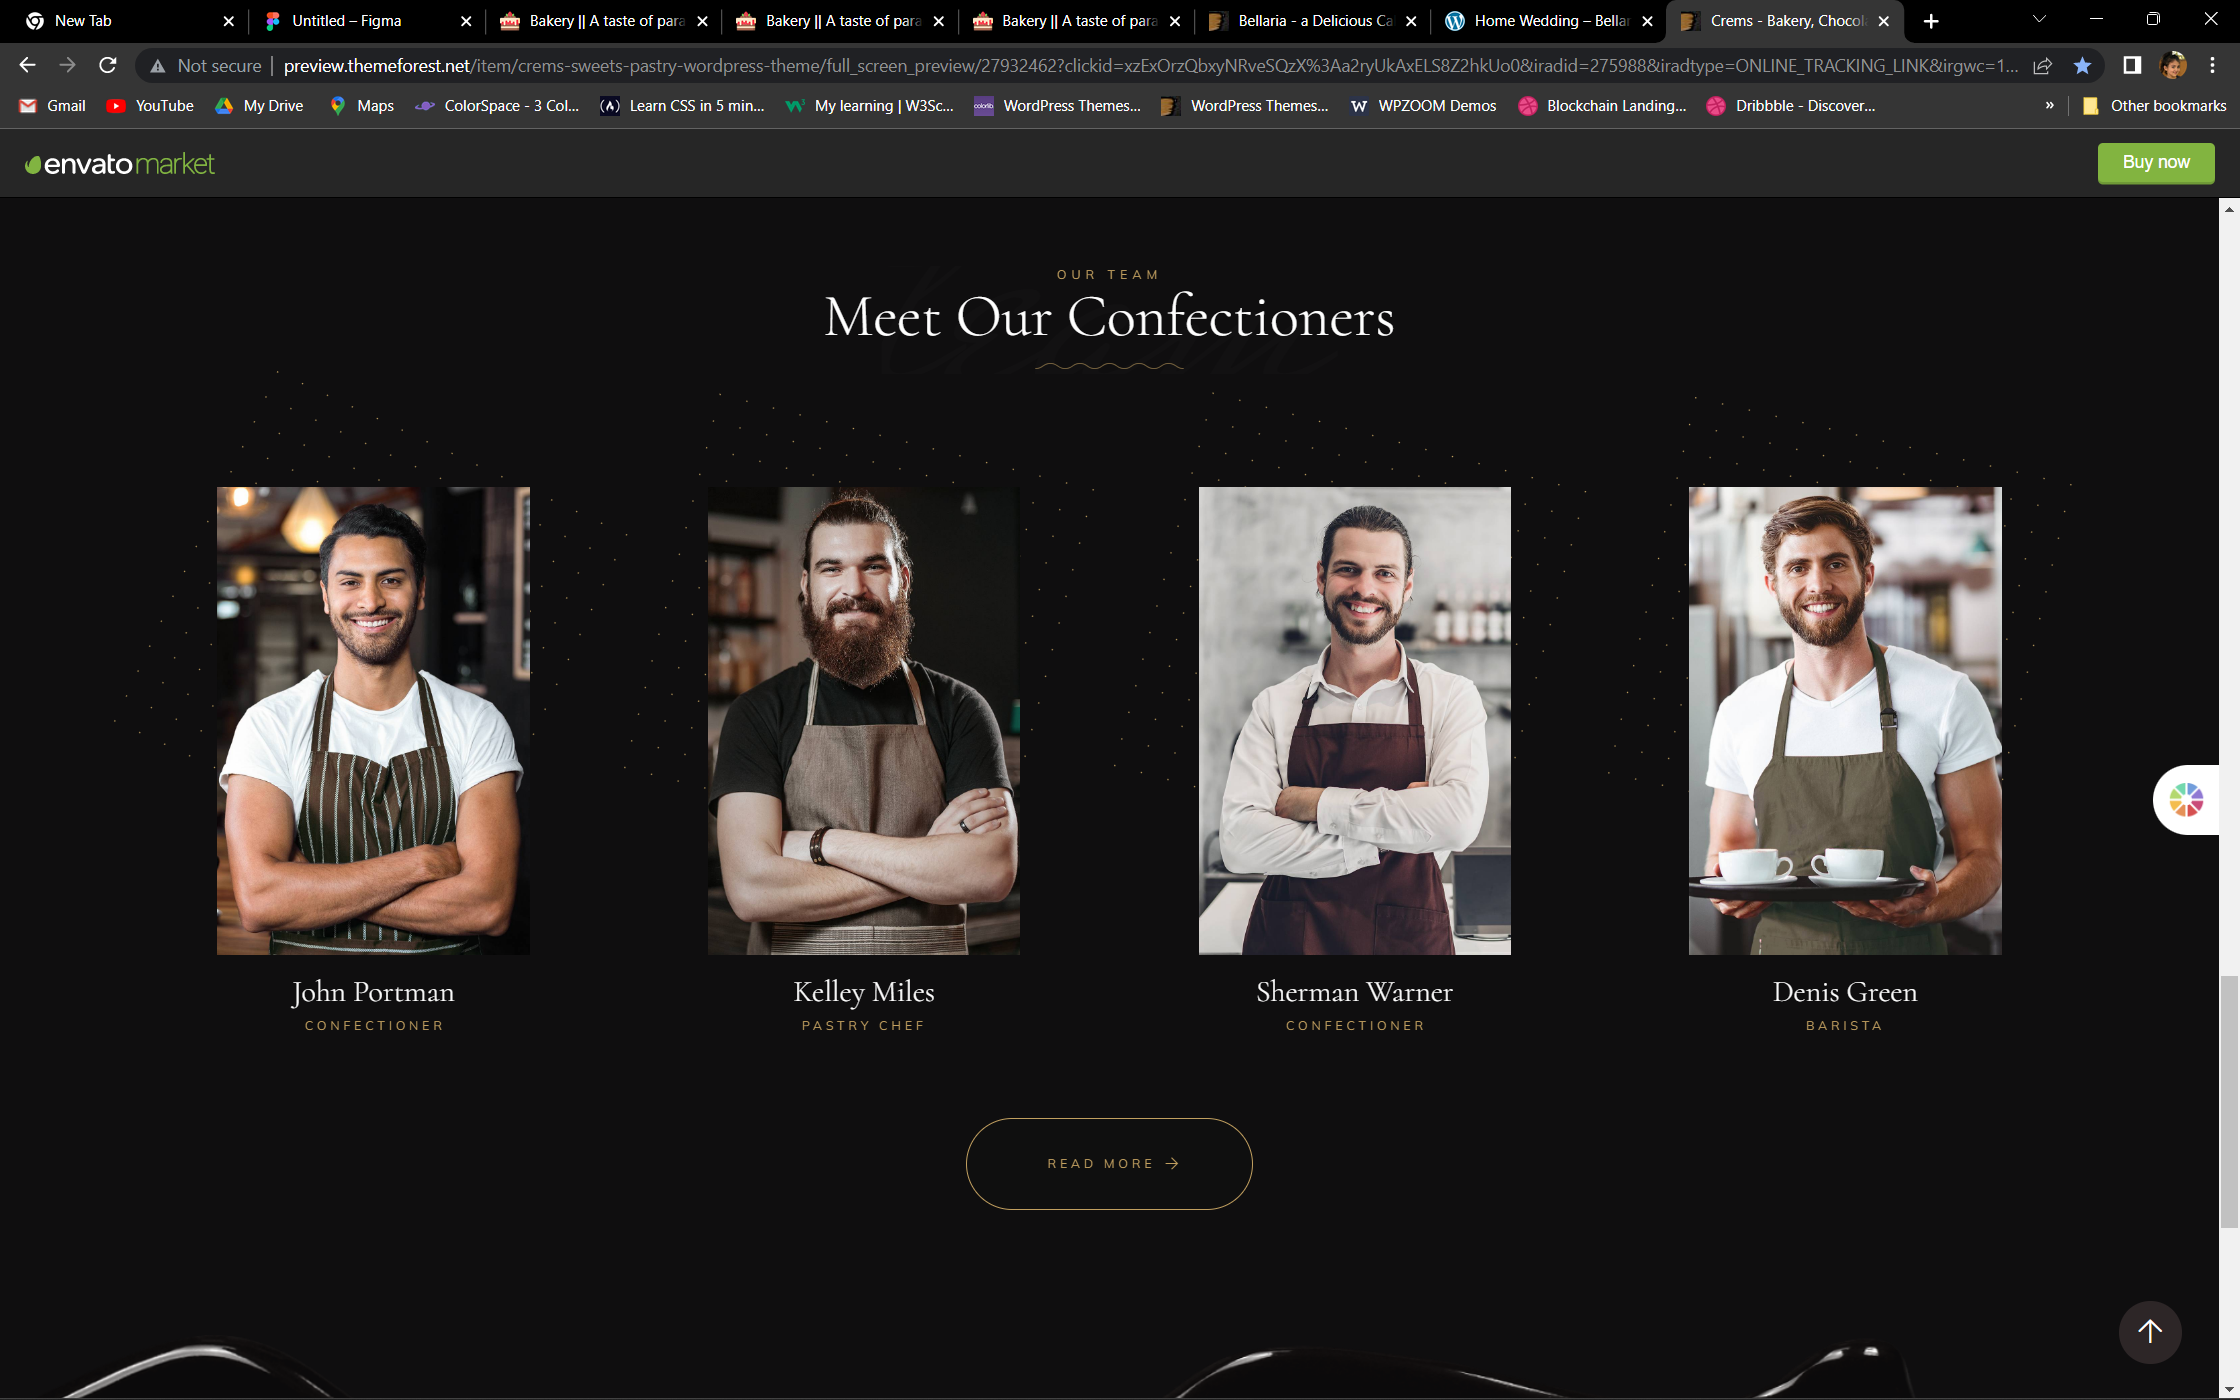 New Tab
Untitled – Figma
Bakery || A taste of para
Bakery || A taste of para
Bakery || A taste of para
Bellaria - a Delicious Ca
Home Wedding – Bellar
Crems - Bakery, Chocol
Not secure | preview.themeforest.net/item/crems-sweets-pastry-wordpress-theme/full_screen_preview/27932462?clickid=xzExOrzQbxyNRveSQzX%3Aa2ryUkAxELS8Z2hkUo0&iradid=275988&iradtype=ONLINE_TRACKING_LINK&irgwc=1...
Gmail
YouTube
My Drive
Maps
ColorSpace - 3 Col...
Learn CSS in 5 min...
My learning | W3Sc...
WordPress Themes...
WordPress Themes...
WPZOOM Demos
Blockchain Landing...
Dribbble - Discover...
»
Other bookmarks
envato market
Buy now
OUR TEAM
Meet Our Confectioners
John Portman
CONFECTIONER
Kelley Miles
PASTRY CHEF
Sherman Warner
CONFECTIONER
Denis Green
BARISTA
READ MORE →